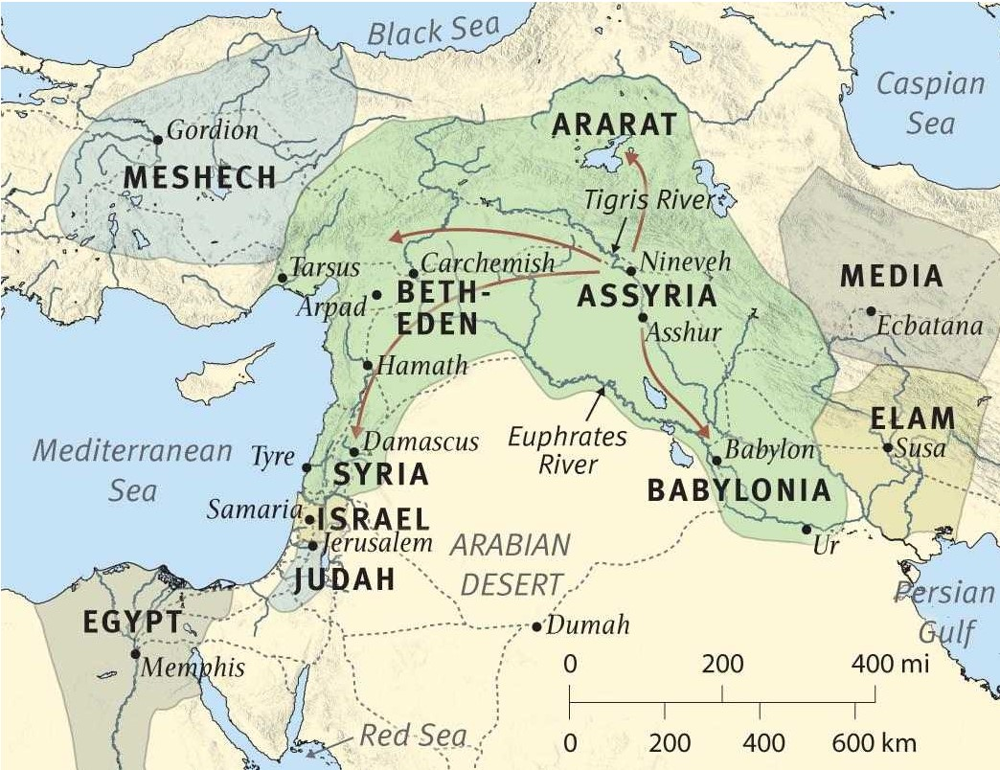 Black Sea
Caspian
Sea
ARARAT
Gordion
MESHECH
Tigris River
Tarsus
Carchemish
Nineveh
MEDIA
Arpad
BETH-
EDEN
ASSYRIA
Asshur
Ecbatana
Hamath
ELAM
Mediterranean
Sea
Tyre
Damascus
Euphrates
River
Babylon
Susa
SYRIA
BABYLONIA
Samaria
ISRAEL
Jerusalem
ARABIAN
DESERT
Ur
JUDAH
Persian
Gulf
EGYPT
Dumah
Memphis
0 200 400 mi
0 200 400 600 km
Red Sea